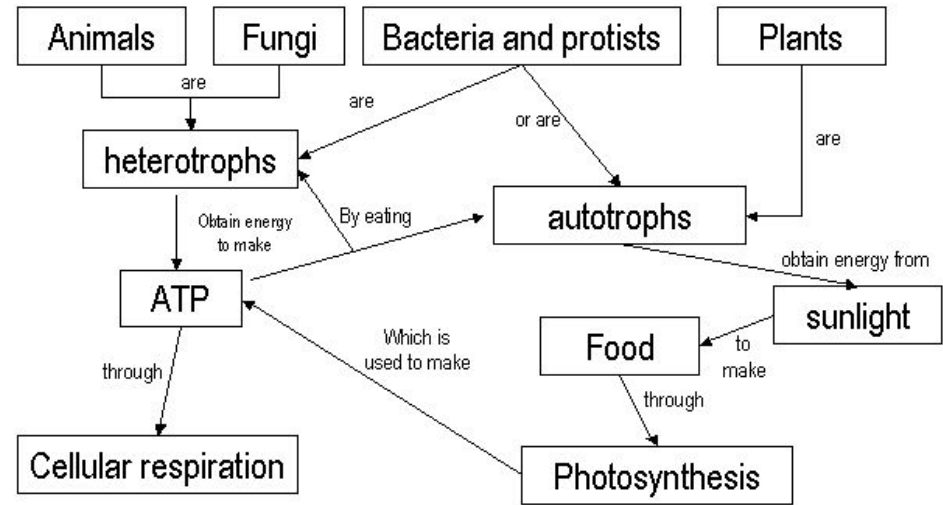 Animals
Fungi
Bacteria and protists
Plants
are
are
or are
are
heterotrophs
autotrophs
Obtain energy
to make
By eating
obtain energy from
ATP
sunlight
Which is
used to make
Food
to
make
through
through
Cellular respiration
Photosynthesis